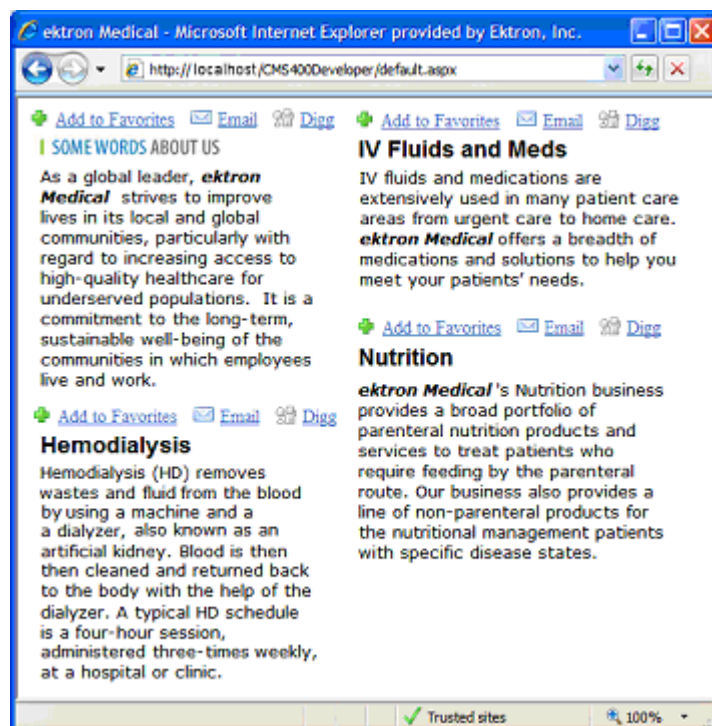 ektron Medical - Microsoft Internet Explorer provided by Ektron, Inc.
http://localhost/CMS400Developer/default.aspx
Add to Favorites Email Digg
SOME WORDS ABOUT US
As a global leader, ektron
Medical strives to improve
lives in its local and global
communities, particularly with
regard to increasing access to
high-quality healthcare for
underserved populations. It is a
commitment to the long-term,
sustainable well-being of the
communities in which employees
live and work.
Add to Favorites Email Digg
Hemodialysis
Hemodialysis (HD) removes
wastes and fluid from the blood
by using a machine and a
a dialyzer, also known as an
artificial kidney. Blood is then
then cleaned and returned back
to the body with the help of the
dialyzer. A typical HD schedule
is a four-hour session,
administered three-times weekly,
at a hospital or clinic.
Add to Favorites Email Digg
IV Fluids and Meds
IV fluids and medications are
extensively used in many patient care
areas from urgent care to home care.
ektron Medical offers a breadth of
medications and solutions to help you
meet your patients' needs.
Add to Favorites Email Digg
Nutrition
ektron Medical 's Nutrition business
provides a broad portfolio of
parenteral nutrition products and
services to treat patients who
require feeding by the parenteral
route. Our business also provides a
line of non-parenteral products for
the nutritional management patients
with specific disease states.
Trusted sites 100%